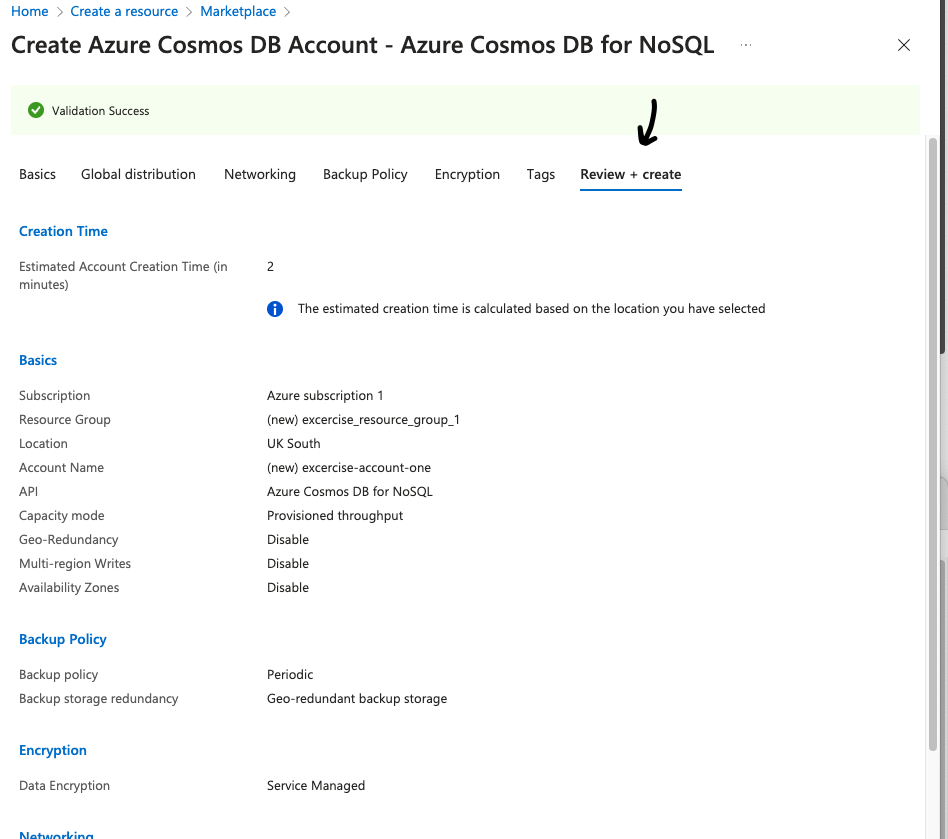 Home > Create a resource > Marketplace >
Create Azure Cosmos DB Account - Azure Cosmos DB for NoSQL ...
Validation Success
Basics Global distribution Networking Backup Policy Encryption Tags Review + create
Creation Time
Estimated Account Creation Time (in
minutes)
2
The estimated creation time is calculated based on the location you have selected
Basics
Subscription Azure subscription 1
Resource Group (new) excercise_resource_group_1
Location UK South
Account Name (new) excercise-account-one
API Azure Cosmos DB for NoSQL
Capacity mode Provisioned throughput
Geo-Redundancy Disable
Multi-region Writes Disable
Availability Zones Disable
Backup Policy
Backup policy Periodic
Backup storage redundancy Geo-redundant backup storage
Encryption
Data Encryption Service Managed
Networking